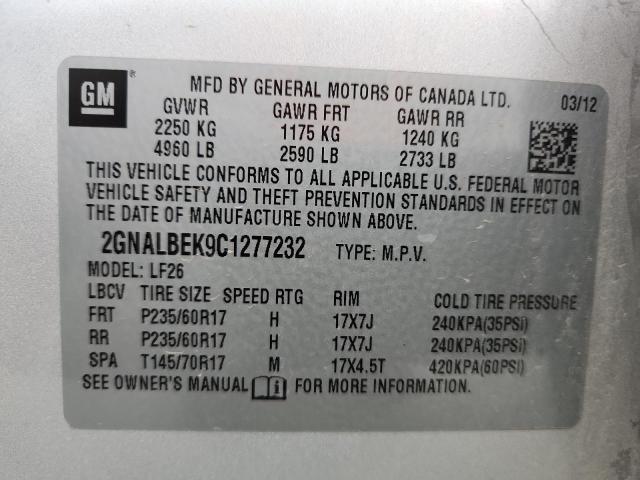 GM ®
MFD BY GENERAL MOTORS OF CANADA LTD. 03/12
GVWR GAWR FRT GAWR RR
2250 KG 1175 KG 1240 KG
4960 LB 2590 LB 2733 LB
THIS VEHICLE CONFORMS TO ALL APPLICABLE U.S. FEDERAL MOTOR
VEHICLE SAFETY AND THEFT PREVENTION STANDARDS IN EFFECT ON
THE DATE OF MANUFACTURE SHOWN ABOVE.
2GNALBEK9C1277232 TYPE: M.P.V.
MODEL: LF26
LBCV TIRE SIZE SPEED RTG RIM COLD TIRE PRESSURE
FRT P235/60R17 H 17X7J 240KPA(35PSI)
RR P235/60R17 H 17X7J 240KPA(35PSI)
SPA T145/70R17 M 17X4.5T 420KPA(60PSI)
SEE OWNER'S MANUAL FOR MORE INFORMATION.